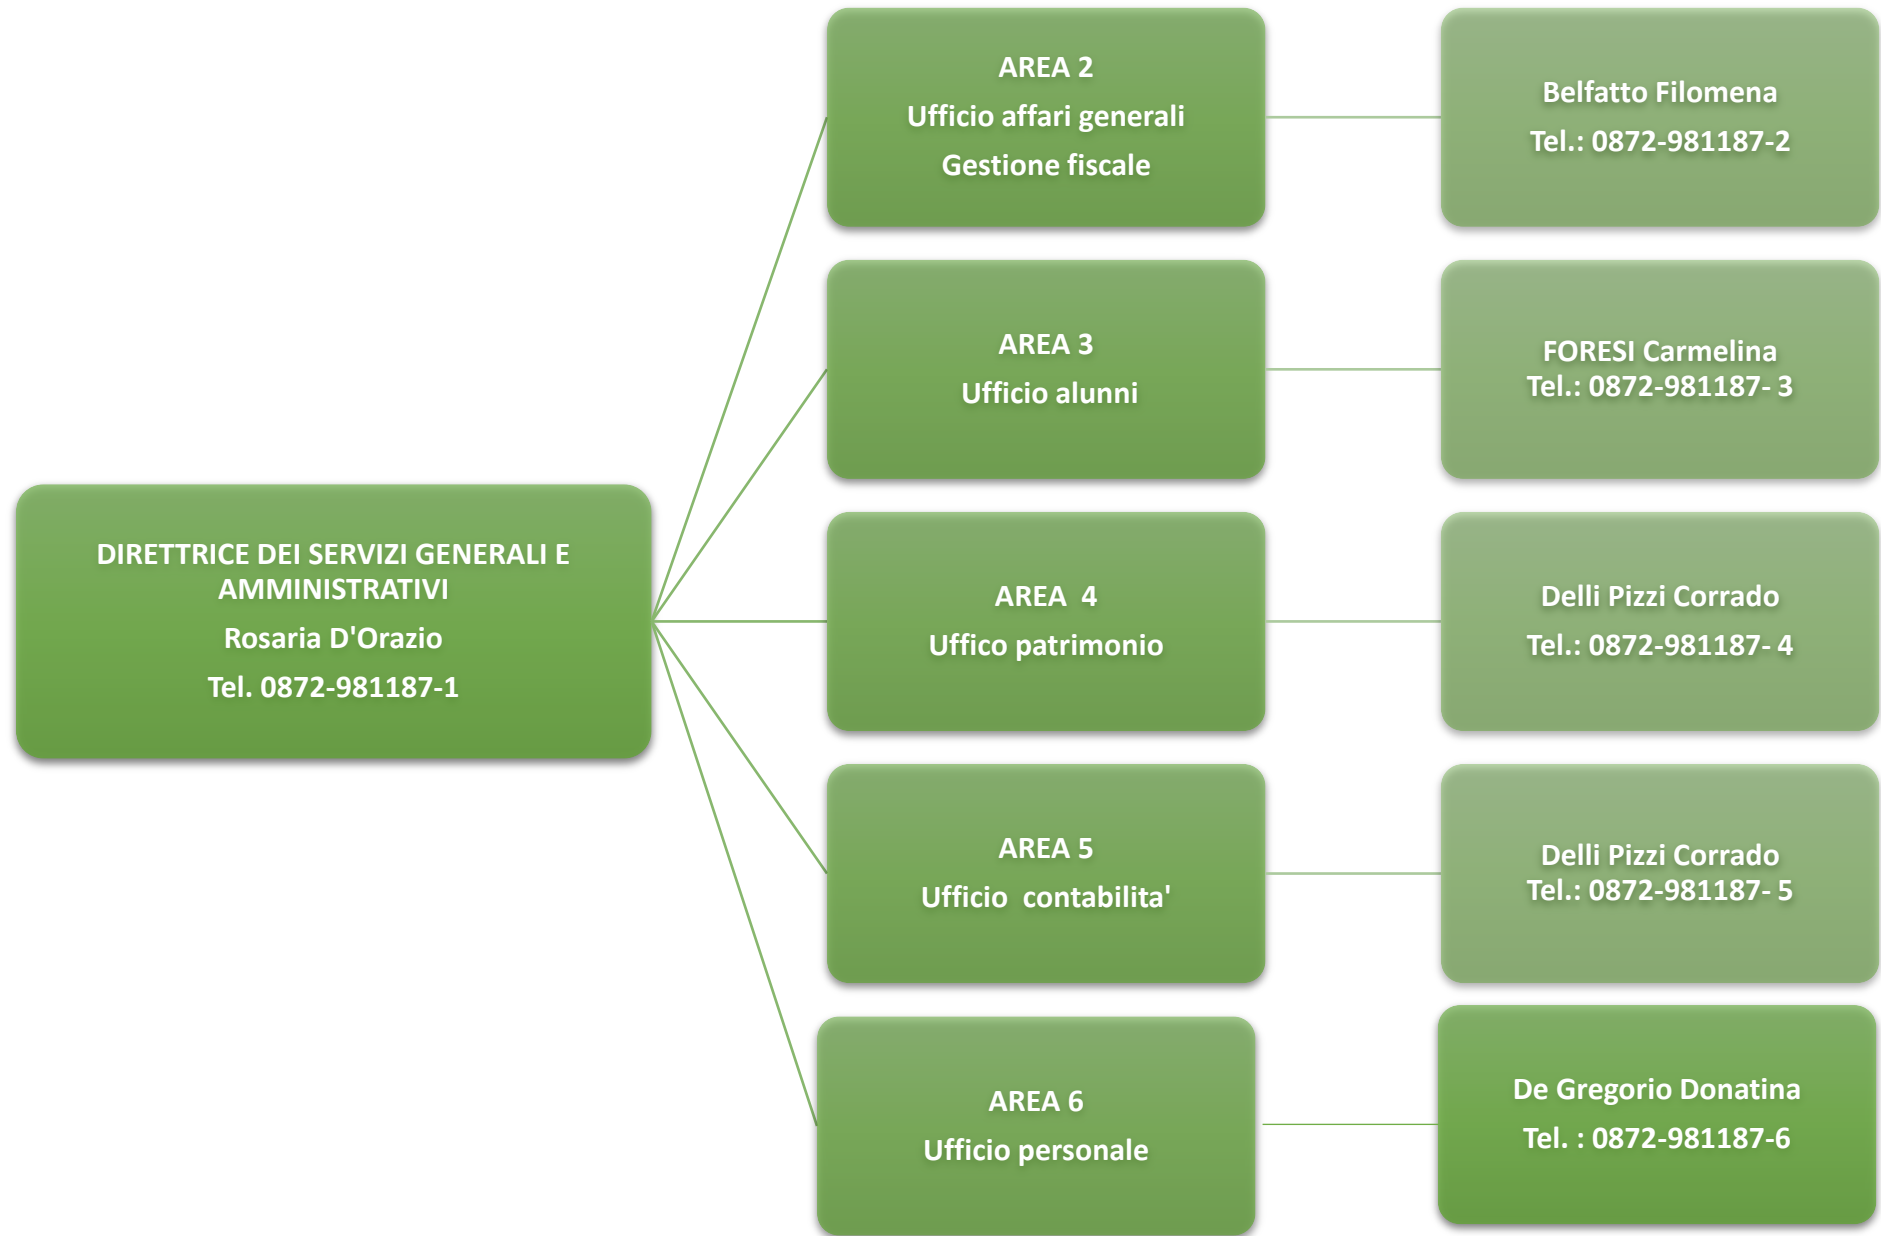 DIRETTRICE DEI SERVIZI GENERALI E
AMMINISTRATIVI
Rosaria D'Orazio
Tel. 0872-981187-1
AREA 2
Ufficio affari generali
Gestione fiscale
Belfatto Filomena
Tel.: 0872-981187-2
AREA 3
Ufficio alunni
FORESI Carmelina
Tel.: 0872-981187- 3
AREA  4
Uffico patrimonio
Delli Pizzi Corrado
Tel.: 0872-981187- 4
AREA 5
Ufficio  contabilita'
Delli Pizzi Corrado
Tel.: 0872-981187- 5
AREA 6
Ufficio personale
De Gregorio Donatina
Tel. : 0872-981187-6